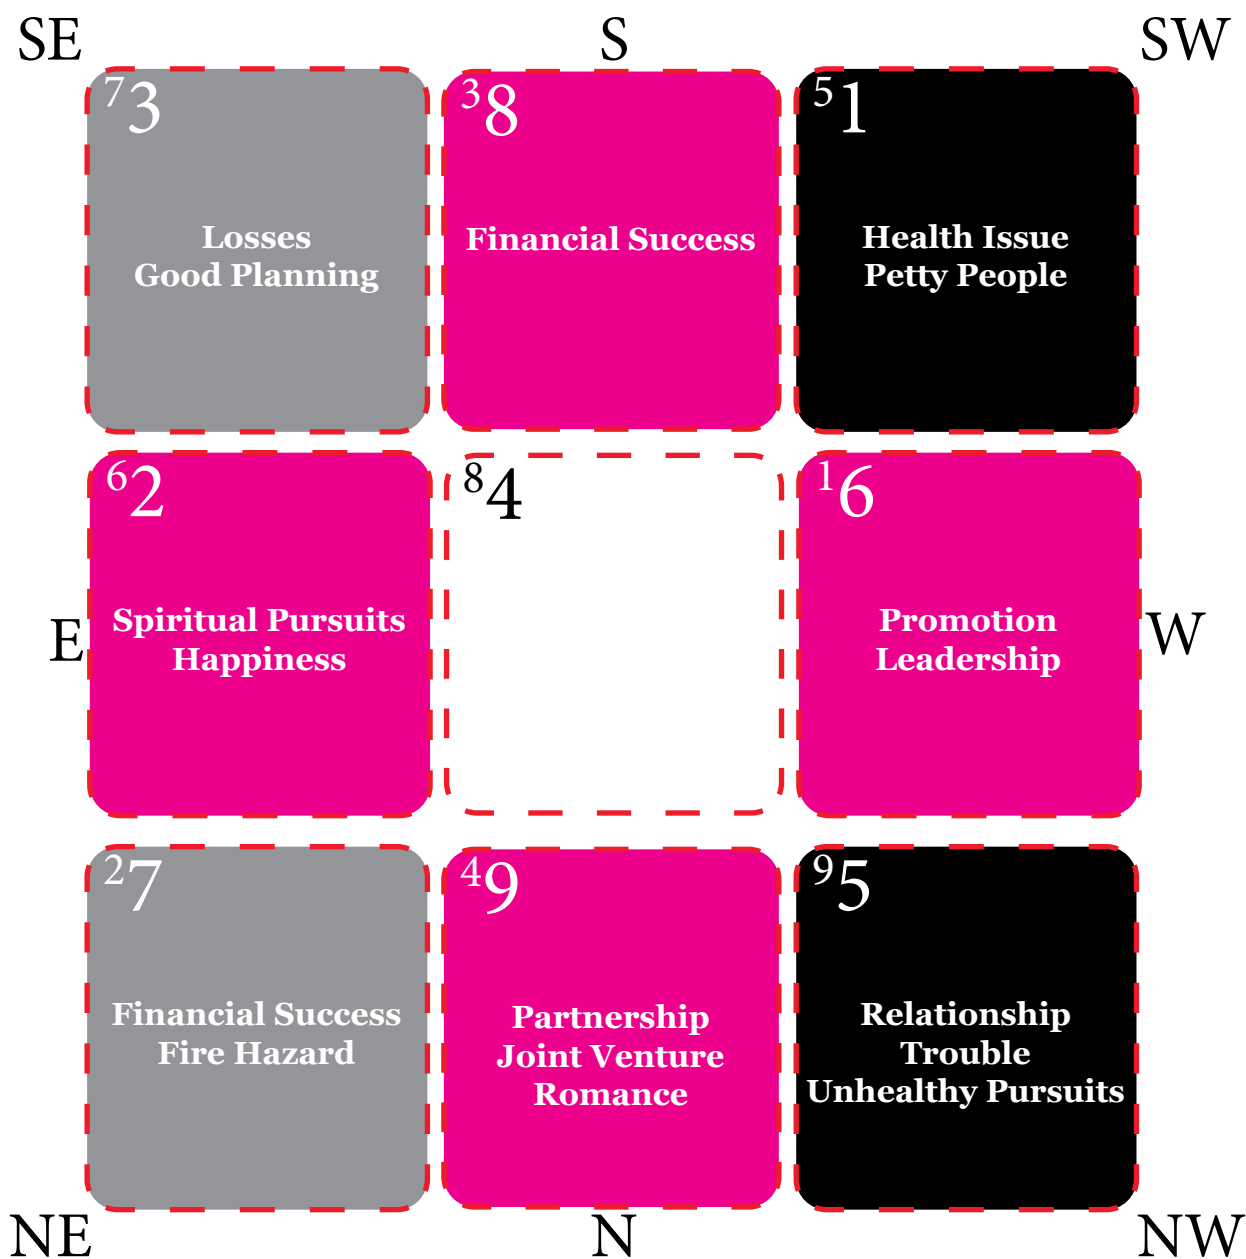 SE
S
SW
73
Losses
Good Planning
38
Financial Success
51
Health Issue
Petty People
E
62
Spiritual Pursuits
Happiness
84
16
Promotion
Leadership
W
27
Financial Success
Fire Hazard
49
Partnership
Joint Venture
Romance
95
Relationship
Trouble
Unhealthy Pursuits
NE
N
NW